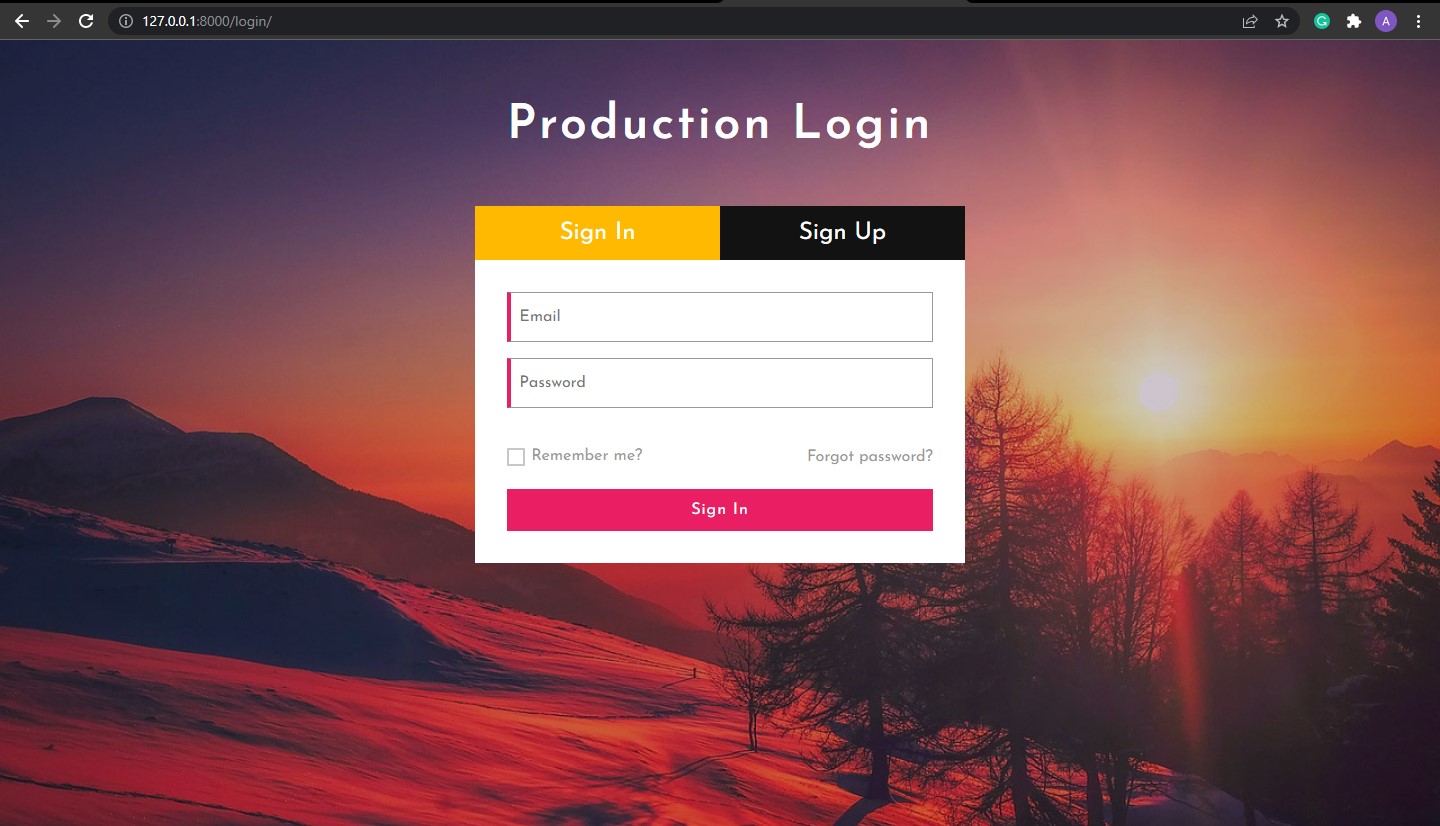 127.0.0.1:8000/login/
G
A
Production Login
Sign In Sign Up
Email
Password
Remember me? Forgot password?
Sign In